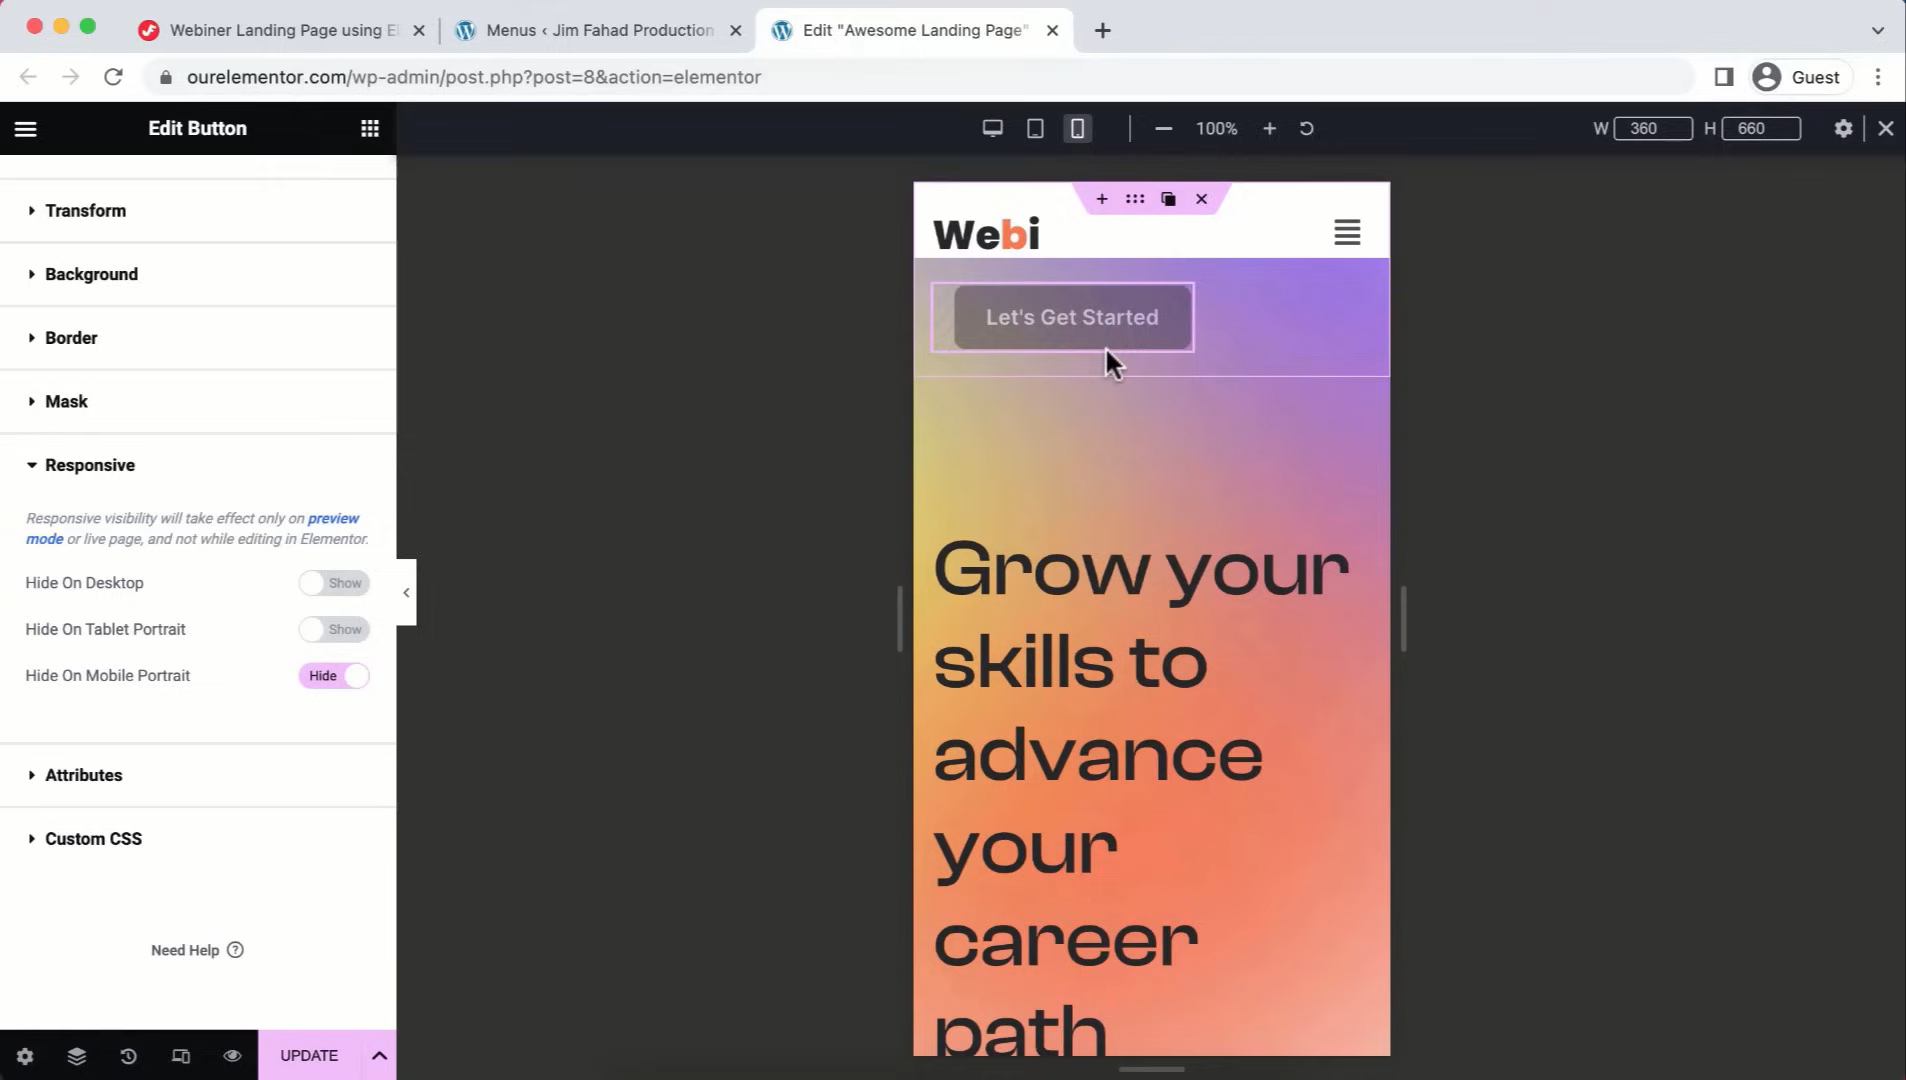 Webiner Landing Page using El
Menus ‹ Jim Fahad Production
Edit "Awesome Landing Page"
ourelementor.com/wp-admin/post.php?post=8&action=elementor
Guest
Edit Button
100%
W 360 H 660
Transform
Background
Border
Mask
Responsive
Responsive visibility will take effect only on preview
mode or live page, and not while editing in Elementor.
Hide On Desktop Show
Hide On Tablet Portrait Show
Hide On Mobile Portrait Hide
Attributes
Custom CSS
Need Help ?
UPDATE
Webi
Let's Get Started
Grow your
skills to
advance
your
career
path